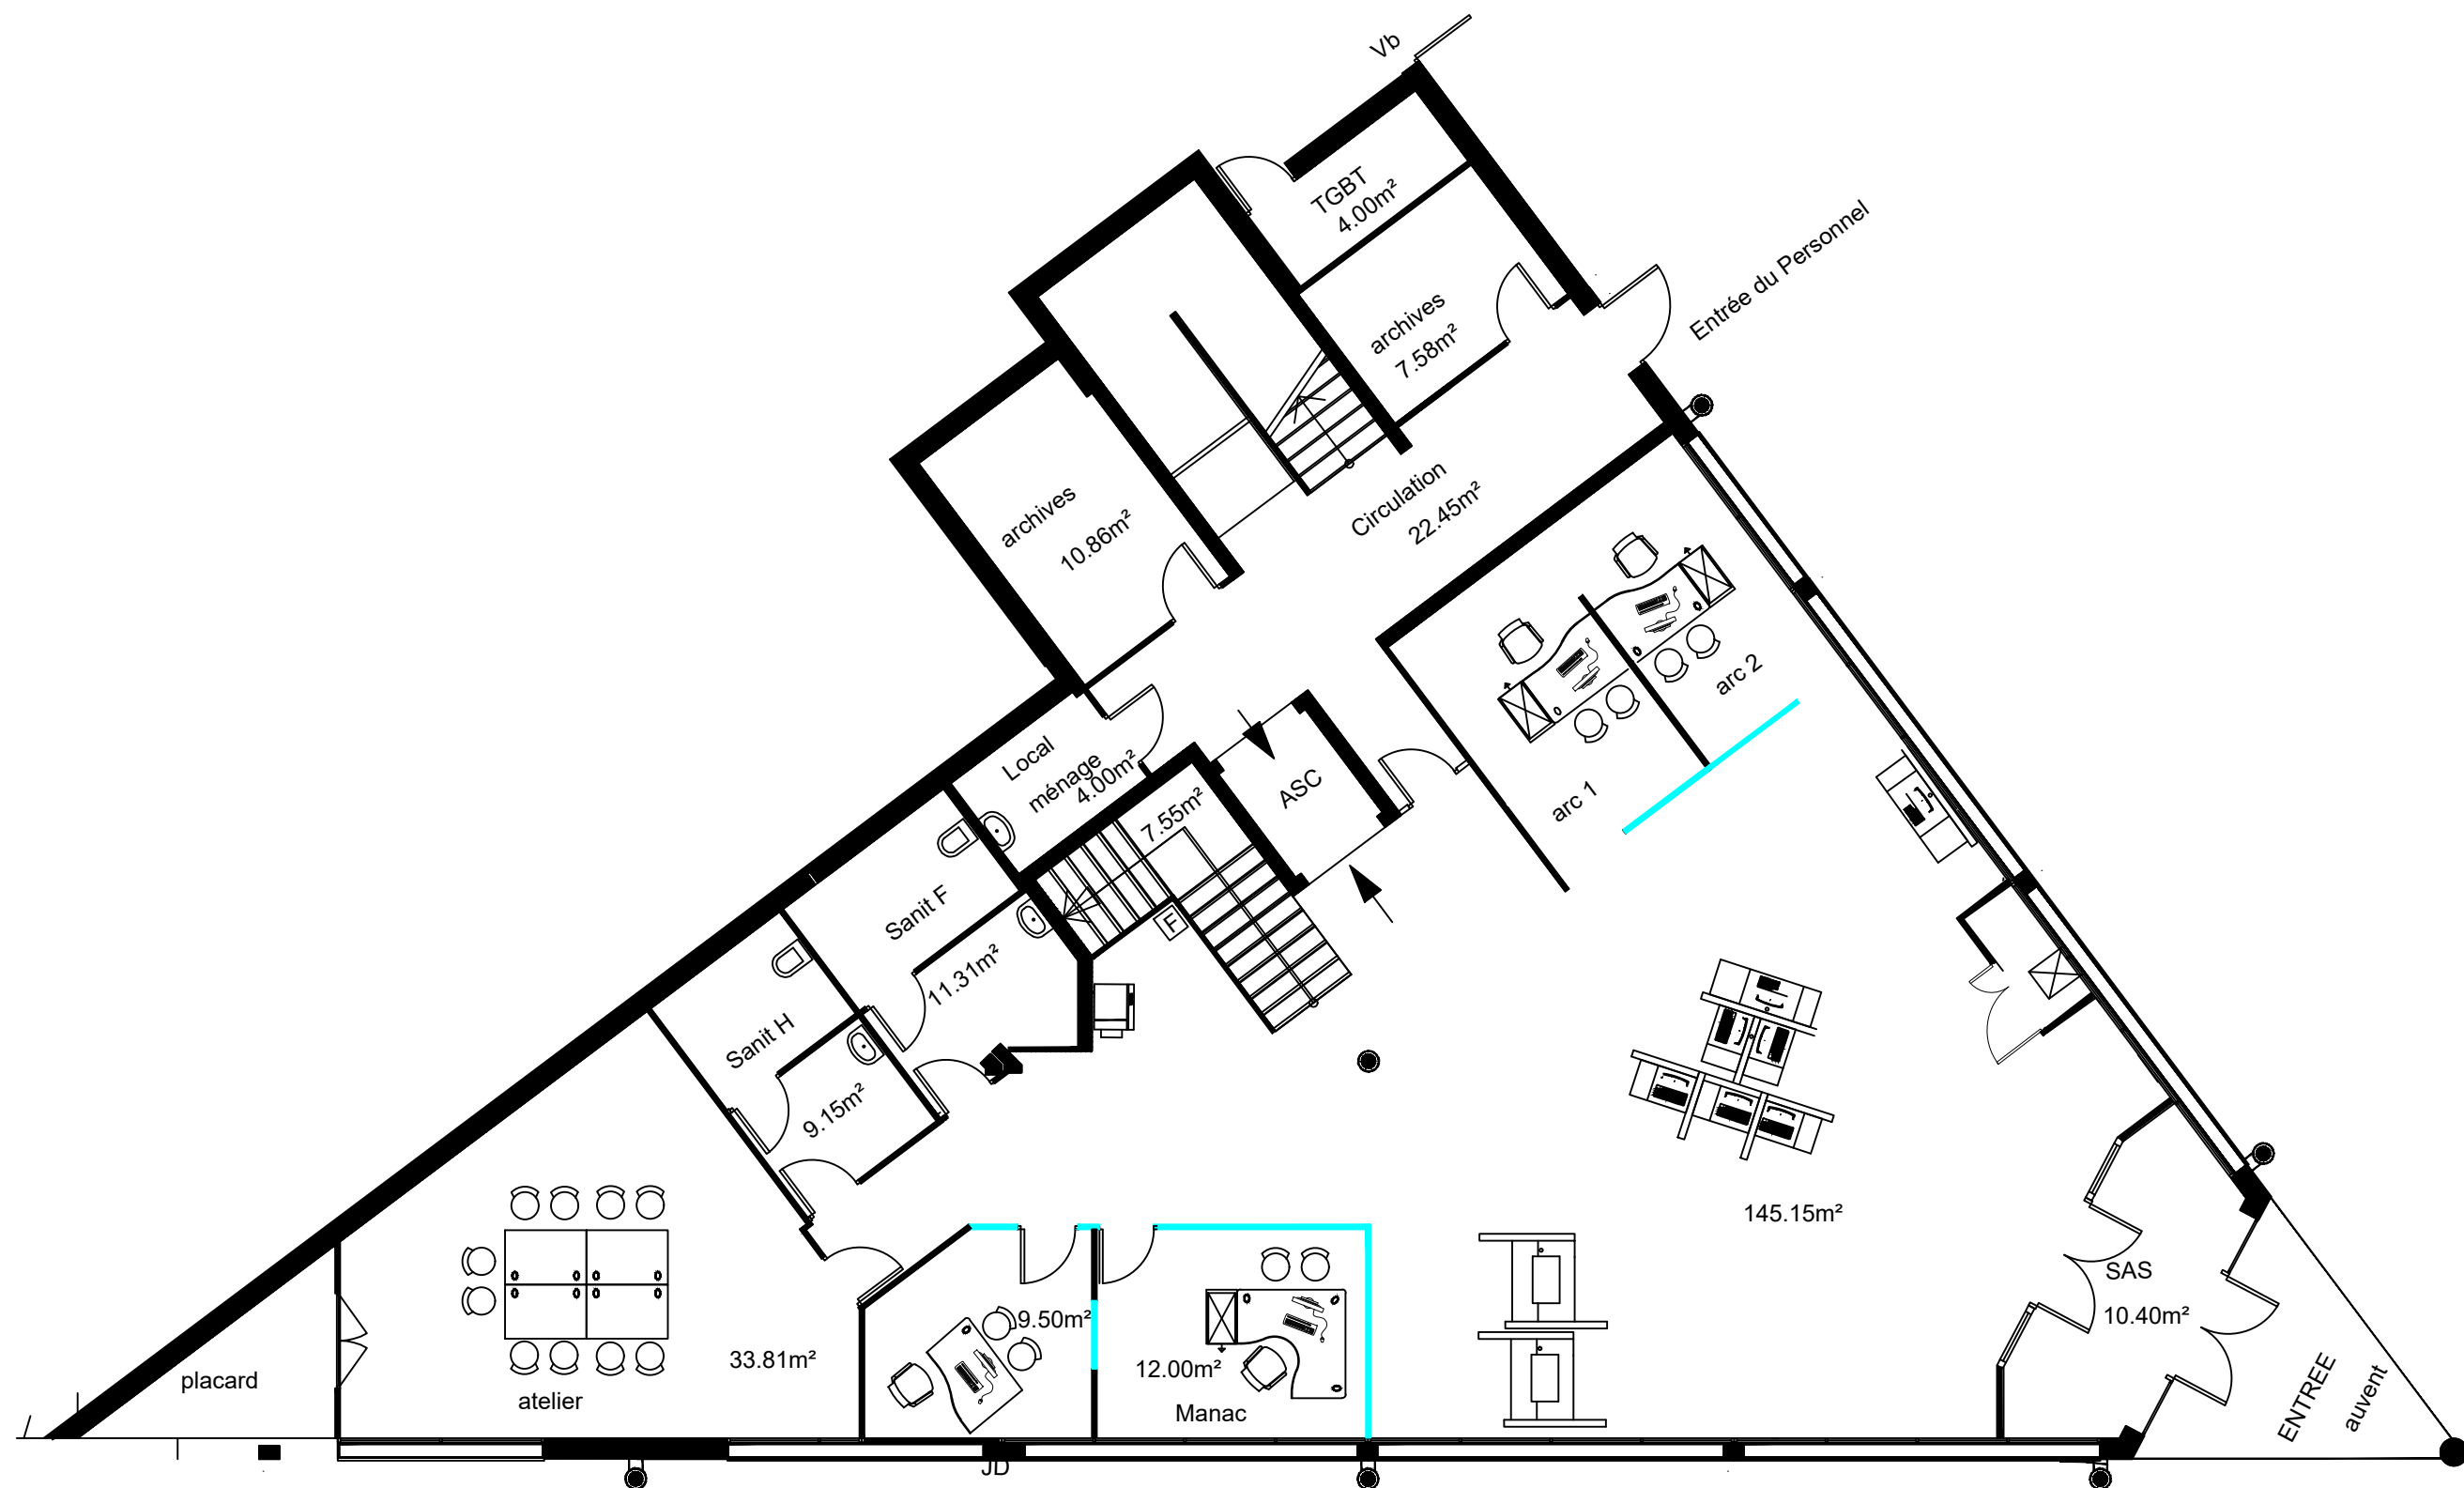 Vb
TGBT
4.00m²
Entrée du Personnel
archives
7.58m²
archives
10.86m²
Circulation
22.45m²
arc 2
arc 1
Local
ménage
4.00m²
7.55m²
ASC
F
Sanit F
11.31m²
Sanit H
9.15m²
145.15m²
SAS
10.40m²
ENTREE
auvent
9.50m²
12.00m²
Manac
33.81m²
atelier
placard
JD